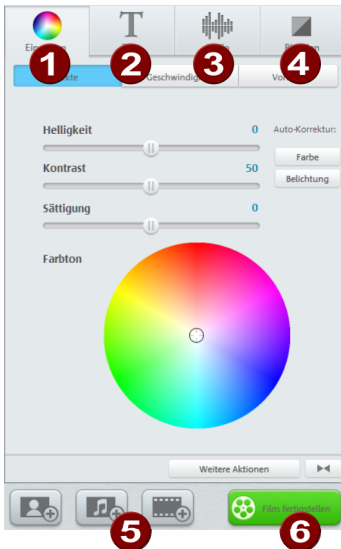 T
1
2
3
4
Helligkeit 0 Auto-Korrektur:
Farbe
Kontrast 50
Belichtung
Sättigung 0
Farbton
Weitere Aktionen
Film fertigstellen
5
6